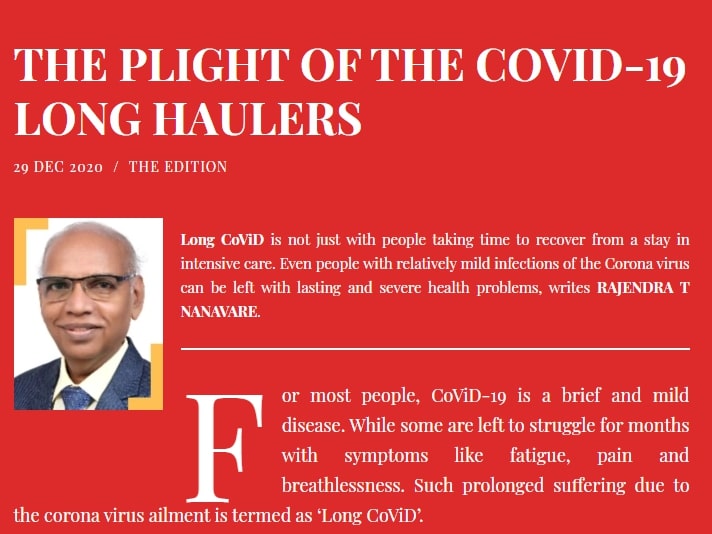 THE PLIGHT OF THE COVID-19
LONG HAULERS
29 DEC 2020 / THE EDITION
Long CoViD is not just with people taking time to recover from a stay in
intensive care. Even people with relatively mild infections of the Corona virus
can be left with lasting and severe health problems, writes RAJENDRA T
NANAVARE.
For most people, CoViD-19 is a brief and mild
disease. While some are left to struggle for months
with symptoms like fatigue, pain and
breathlessness. Such prolonged suffering due to
the corona virus ailment is termed as ‘Long CoViD’.